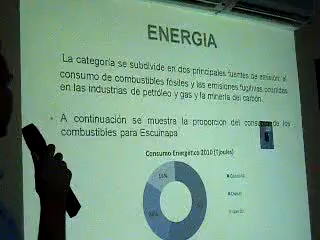 ENERGIA
La categoría se subdivide en dos principales fuentes de emisión: el
consumo de combustibles fósiles y las emisiones fugitivas ocurridas
en las industrias de petróleo y gas y la minería del carbón.
A continuación se muestra la proporción del consumo de los
combustibles para Escuinapa
Consumo Energético 2010 (Tjoules)